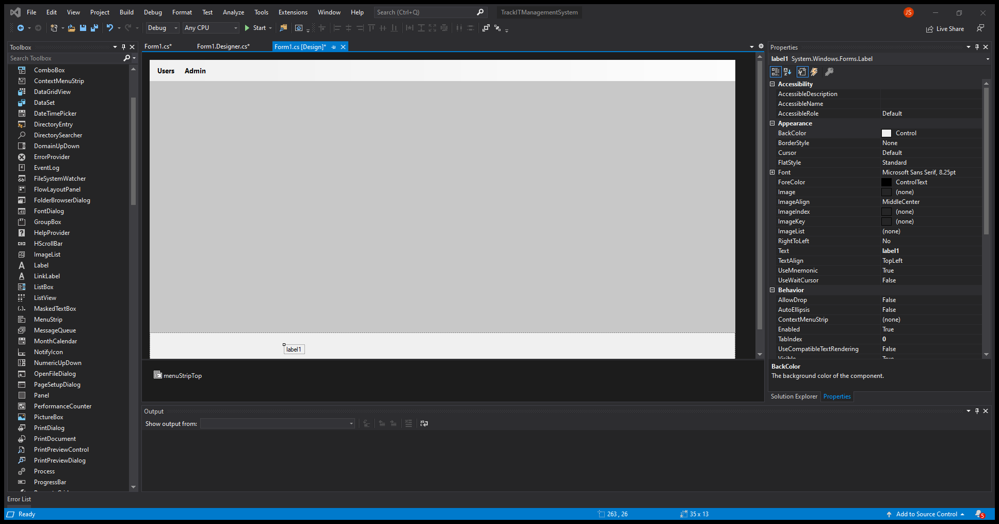 File Edit View Project Build Debug Format Test Analyze Tools Extensions Window Help Search (Ctrl+Q) TrackITManagementSystem JS
Debug Any CPU Start Live Share
Toolbox
Search Toolbox
ComboBox
ContextMenuStrip
DataGridView
DataSet
DateTimePicker
DirectoryEntry
DirectorySearcher
DomainUpDown
ErrorProvider
EventLog
FileSystemWatcher
FlowLayoutPanel
FolderBrowserDialog
FontDialog
GroupBox
HelpProvider
HScrollBar
ImageList
Label
LinkLabel
ListBox
ListView
MaskedTextBox
MenuStrip
MessageQueue
MonthCalendar
NotifyIcon
NumericUpDown
OpenFileDialog
PageSetupDialog
Panel
PerformanceCounter
PictureBox
PrintDialog
PrintDocument
PrintPreviewControl
PrintPreviewDialog
Process
ProgressBar
Form1.cs* Form1.Designer.cs* Form1.cs [Design]*
Users Admin
label1
menuStripTop
Properties
label1 System.Windows.Forms.Label
Accessibility
AccessibleDescription
AccessibleName
AccessibleRole Default
Appearance
BackColor Control
BorderStyle None
Cursor Default
FlatStyle Standard
Font Microsoft Sans Serif, 8.25pt
ForeColor ControlText
Image (none)
ImageAlign MiddleCenter
ImageIndex (none)
ImageKey (none)
ImageList (none)
RightToLeft No
Text label1
TextAlign TopLeft
UseMnemonic True
UseWaitCursor False
Behavior
AllowDrop False
AutoEllipsis False
ContextMenuStrip (none)
Enabled True
TabIndex 0
UseCompatibleTextRendering False
Visible True
BackColor
The background color of the component.
Solution Explorer Properties
Output
Show output from:
Error List
Ready 263 , 26 35 x 13 Add to Source Control 5